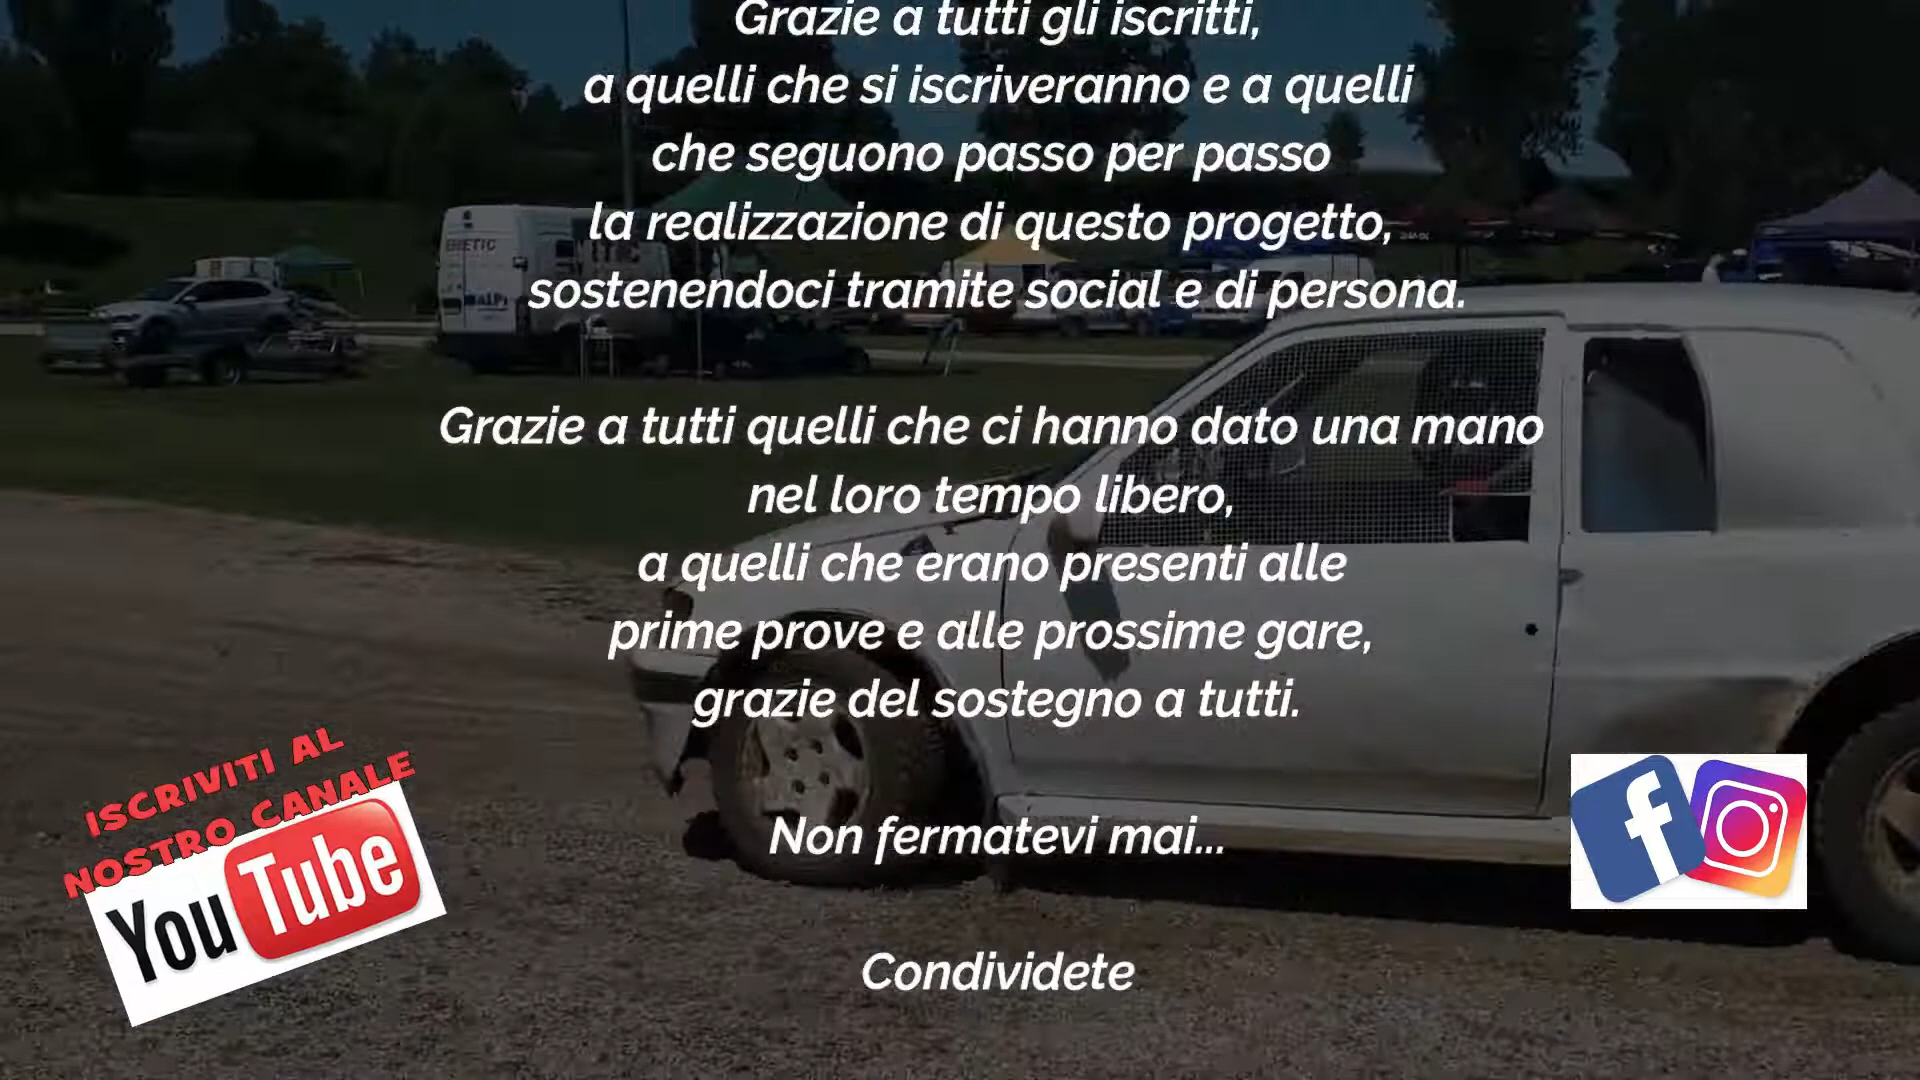 Grazie a tutti gli iscritti,
a quelli che si iscriveranno e a quelli
che seguono passo per passo
la realizzazione di questo progetto,
sostenendoci tramite social e di persona.
Grazie a tutti quelli che ci hanno dato una mano
nel loro tempo libero,
a quelli che erano presenti alle
prime prove e alle prossime gare,
grazie del sostegno a tutti.
Non fermatevi mai...
Condividete
ISCRIVITI AL
NOSTRO CANALE
YouTube
f